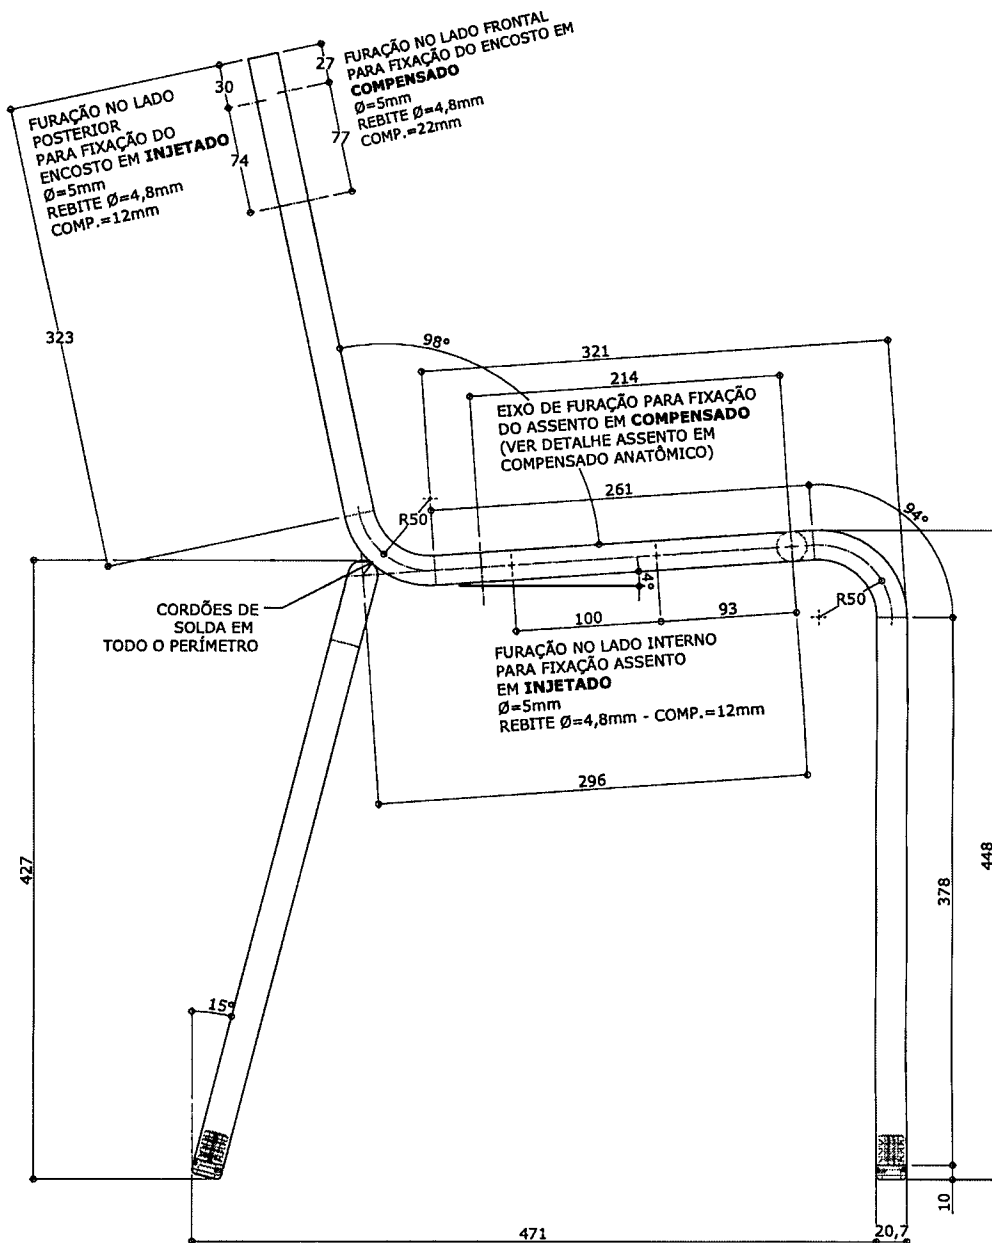 FURAÇÃO NO LADO FRONTAL
PARA FIXAÇÃO DO ENCOSTO EM
COMPENSADO
Ø=5mm
REBITE Ø=4,8mm
COMP.=22mm
27
77
30
74
FURAÇÃO NO LADO
POSTERIOR
PARA FIXAÇÃO DO
ENCOSTO EM INJETADO
Ø=5mm
REBITE Ø=4,8mm
COMP.=12mm
323
98º
321
214
EIXO DE FURAÇÃO PARA FIXAÇÃO
DO ASSENTO EM COMPENSADO
(VER DETALHE ASSENTO EM
COMPENSADO ANATÔMICO)
261
R50
94º
R50
4º
100
93
CORDÕES DE
SOLDA EM
TODO O PERÍMETRO
FURAÇÃO NO LADO INTERNO
PARA FIXAÇÃO ASSENTO
EM INJETADO
Ø=5mm
REBITE Ø=4,8mm - COMP.=12mm
296
427
448
378
15º
10
471
20,7